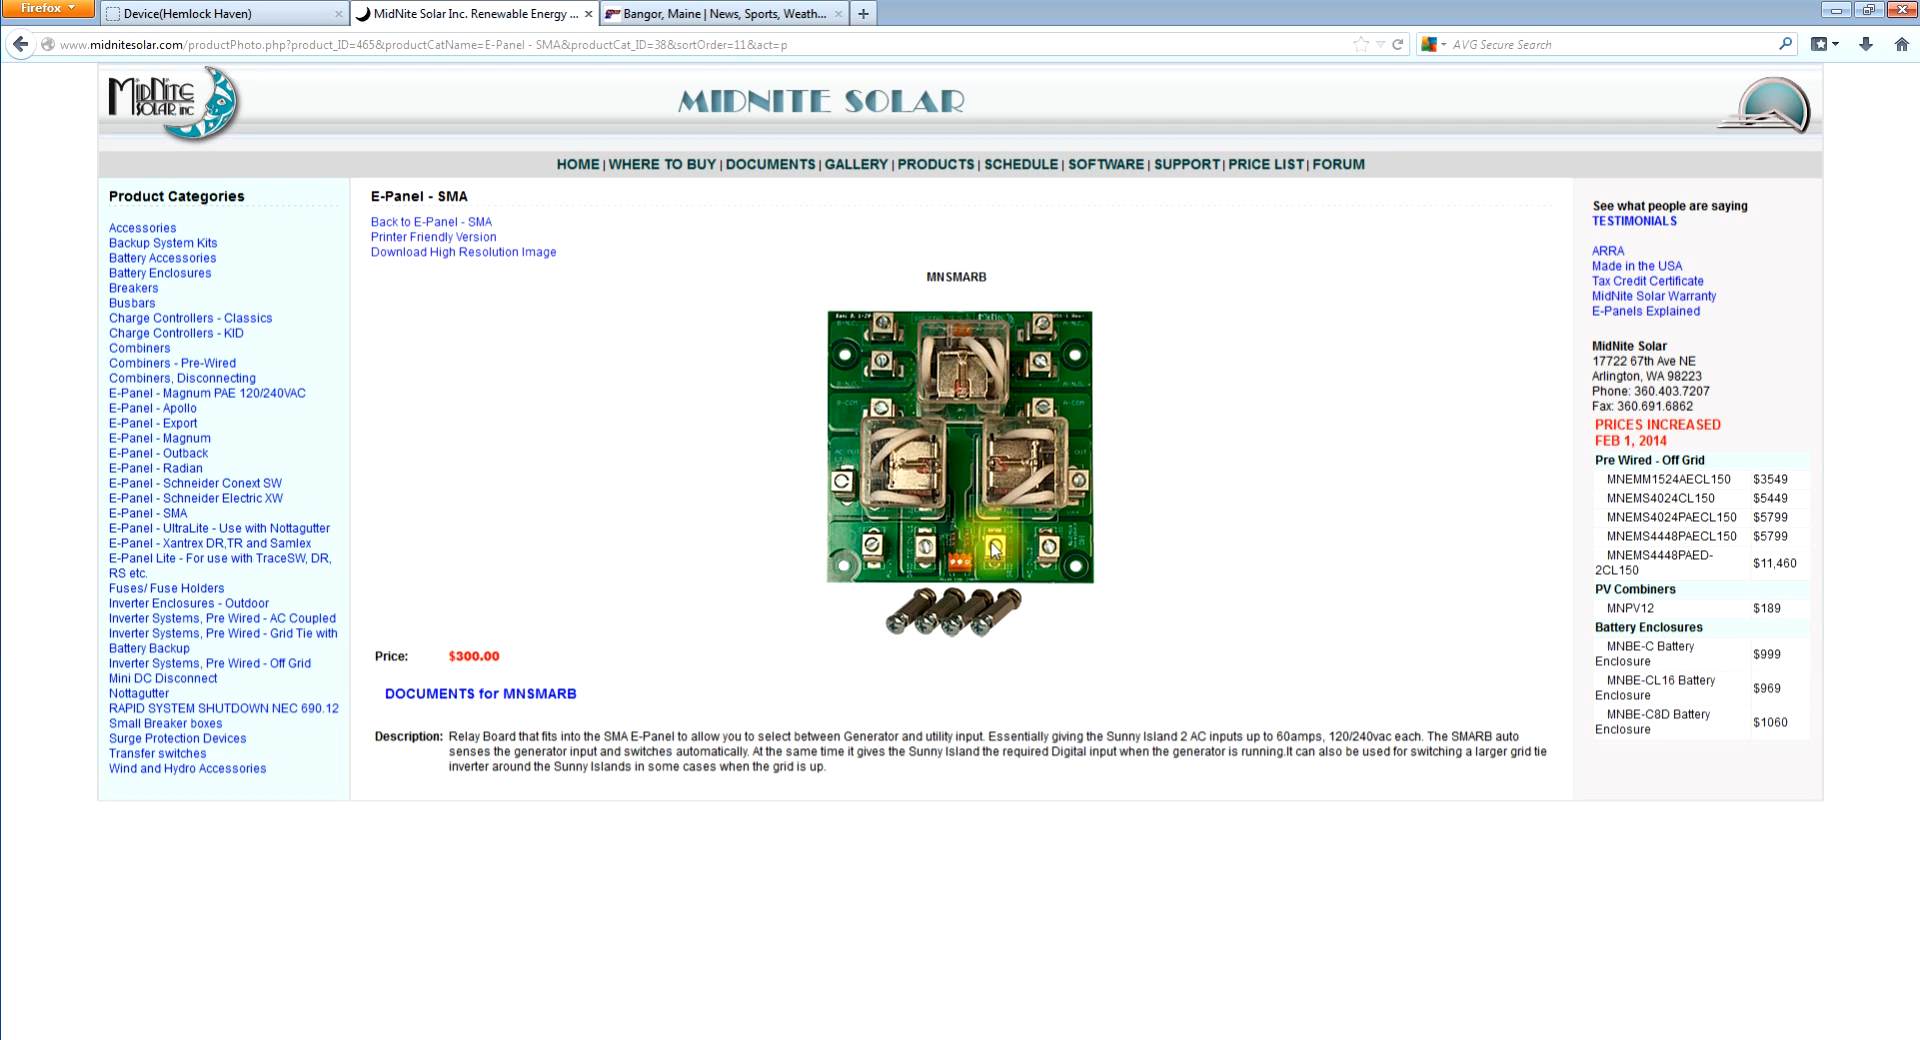 Firefox
Device(Hemlock Haven)
MidNite Solar Inc. Renewable Energy ...
Bangor, Maine | News, Sports, Weath...
www.midnitesolar.com/productPhoto.php?product_ID=465&productCatName=E-Panel - SMA&productCat_ID=38&sortOrder=11&act=p
AVG Secure Search
MIDNITE SOLAR, INC
MIDNITE SOLAR
HOME | WHERE TO BUY | DOCUMENTS | GALLERY | PRODUCTS | SCHEDULE | SOFTWARE | SUPPORT | PRICE LIST | FORUM
Product Categories
Accessories
Backup System Kits
Battery Accessories
Battery Enclosures
Breakers
Busbars
Charge Controllers - Classics
Charge Controllers - KID
Combiners
Combiners - Pre-Wired
Combiners, Disconnecting
E-Panel - Magnum PAE 120/240VAC
E-Panel - Apollo
E-Panel - Export
E-Panel - Magnum
E-Panel - Outback
E-Panel - Radian
E-Panel - Schneider Conext SW
E-Panel - Schneider Electric XW
E-Panel - SMA
E-Panel - UltraLite - Use with Nottagutter
E-Panel - Xantrex DR,TR and Samlex
E-Panel Lite - For use with TraceSW, DR,
RS etc.
Fuses/ Fuse Holders
Inverter Enclosures - Outdoor
Inverter Systems, Pre Wired - AC Coupled
Inverter Systems, Pre Wired - Grid Tie with
Battery Backup
Inverter Systems, Pre Wired - Off Grid
Mini DC Disconnect
Nottagutter
RAPID SYSTEM SHUTDOWN NEC 690.12
Small Breaker boxes
Surge Protection Devices
Transfer switches
Wind and Hydro Accessories
E-Panel - SMA
Back to E-Panel - SMA
Printer Friendly Version
Download High Resolution Image
MNSMARB
Price: $300.00
DOCUMENTS for MNSMARB
Description: Relay Board that fits into the SMA E-Panel to allow you to select between Generator and utility input. Essentially giving the Sunny Island 2 AC inputs up to 60amps, 120/240vac each. The SMARB auto
senses the generator input and switches automatically. At the same time it gives the Sunny Island the required Digital input when the generator is running.It can also be used for switching a larger grid tie
inverter around the Sunny Islands in some cases when the grid is up.
See what people are saying
TESTIMONIALS
ARRA
Made in the USA
Tax Credit Certificate
MidNite Solar Warranty
E-Panels Explained
MidNite Solar
17722 67th Ave NE
Arlington, WA 98223
Phone: 360.403.7207
Fax: 360.691.6862
PRICES INCREASED
FEB 1, 2014
Pre Wired - Off Grid
MNEMM1524AECL150 $3549
MNEMS4024CL150 $5449
MNEMS4024PAECL150 $5799
MNEMS4448PAECL150 $5799
MNEMS4448PAED-
2CL150 $11,460
PV Combiners
MNPV12 $189
Battery Enclosures
MNBE-C Battery
Enclosure $999
MNBE-CL16 Battery
Enclosure $969
MNBE-C8D Battery
Enclosure $1060